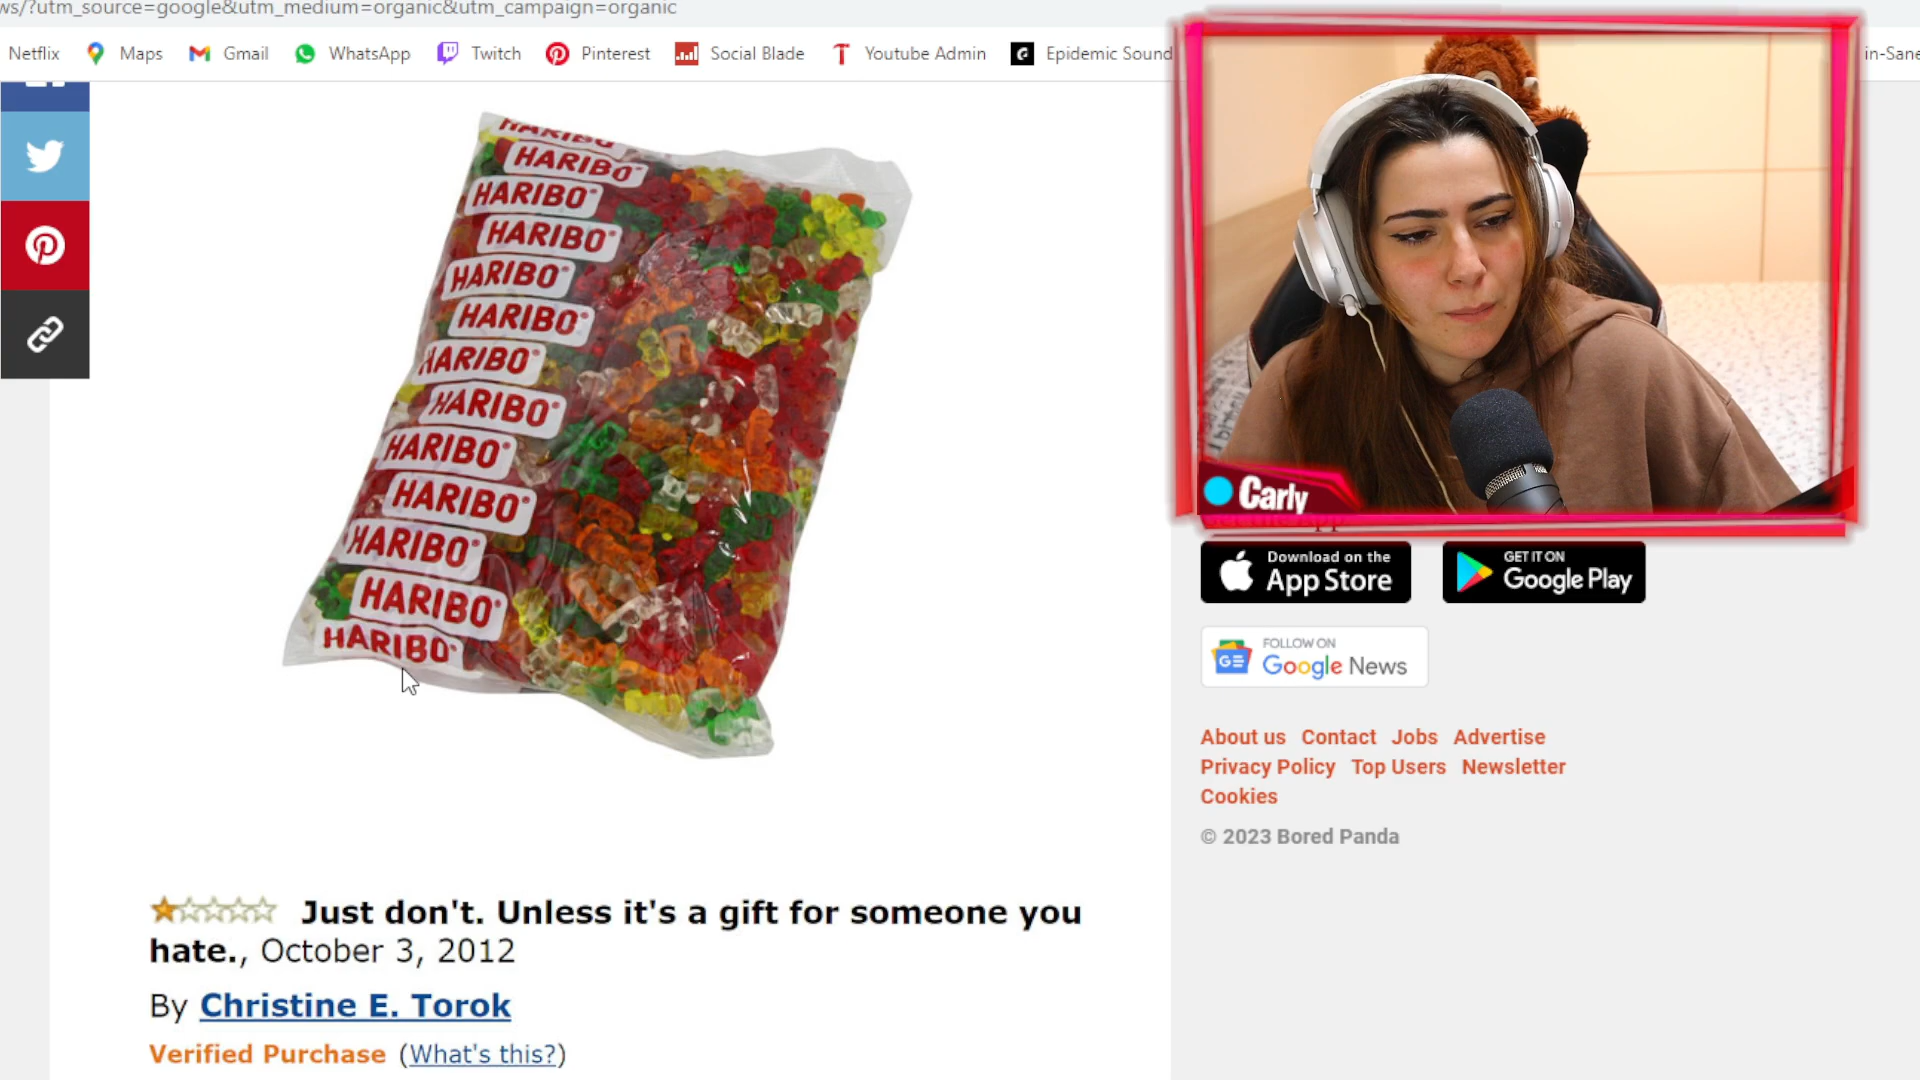 ws/?utm_source=google&utm_medium=organic&utm_campaign=organic
Netflix Maps Gmail WhatsApp Twitch Pinterest Social Blade Youtube Admin Epidemic Sound in-Sane
HARIBO
HARIBO
HARIBO
HARIBO
HARIBO
HARIBO
HARIBO
HARIBO
HARIBO
HARIBO
HARIBO
HARIBO
HARIBO
Carly
Download on the
App Store
GET IT ON
Google Play
GE
FOLLOW ON
Google News
About us Contact Jobs Advertise
Privacy Policy Top Users Newsletter
Cookies
© 2023 Bored Panda
Just don't. Unless it's a gift for someone you
hate., October 3, 2012
By Christine E. Torok
Verified Purchase (What's this?)